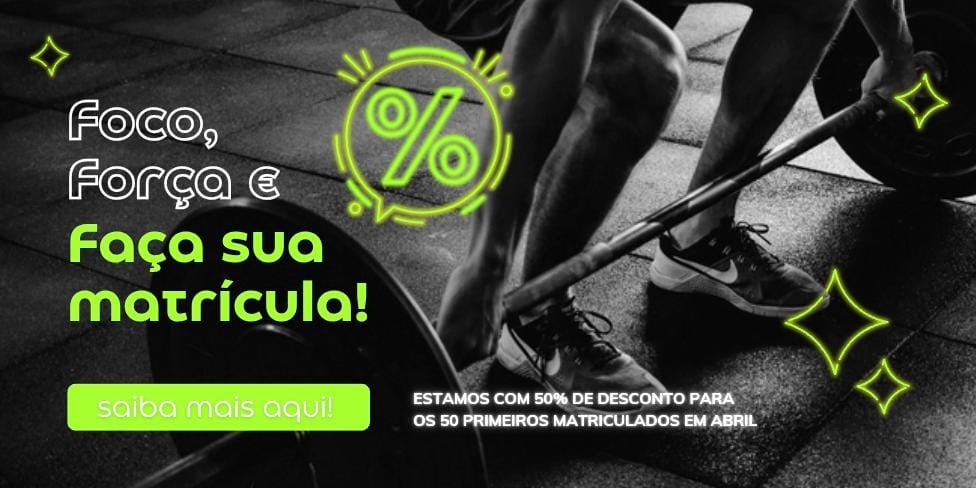 Foco,
Força e
Faça sua
matrícula!
%
saiba mais aqui!
ESTAMOS COM 50% DE DESCONTO PARA
OS 50 PRIMEIROS MATRICULADOS EM ABRIL